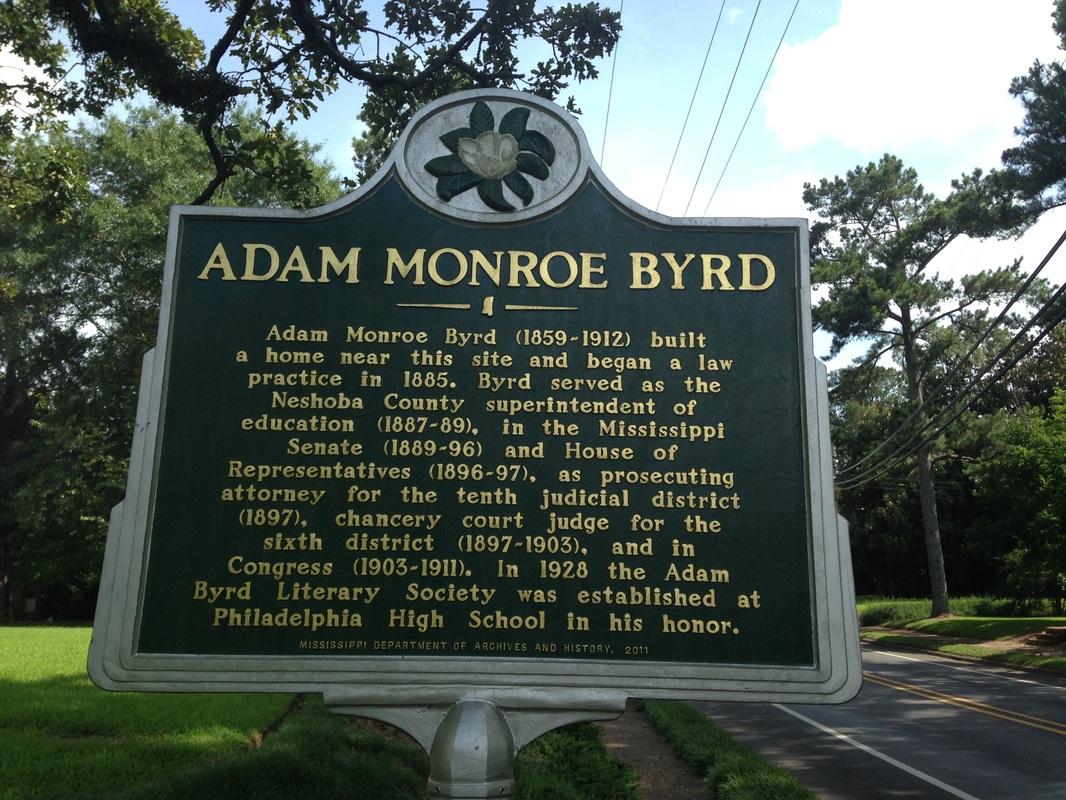 ADAM MONROE BYRD
Adam Monroe Byrd (1859-1912) built
a home near this site and began a law
practice in 1885. Byrd served as the
Neshoba County superintendent of
education (1887-89), in the Mississippi
Senate (1889-96) and House of
Representatives (1896-97), as prosecuting
attorney for the tenth judicial district
(1897), chancery court judge for the
sixth district (1897-1903), and in
Congress (1903-1911). In 1928 the Adam
Byrd Literary Society was established at
Philadelphia High School in his honor.
MISSISSIPPI DEPARTMENT OF ARCHIVES AND HISTORY, 2011